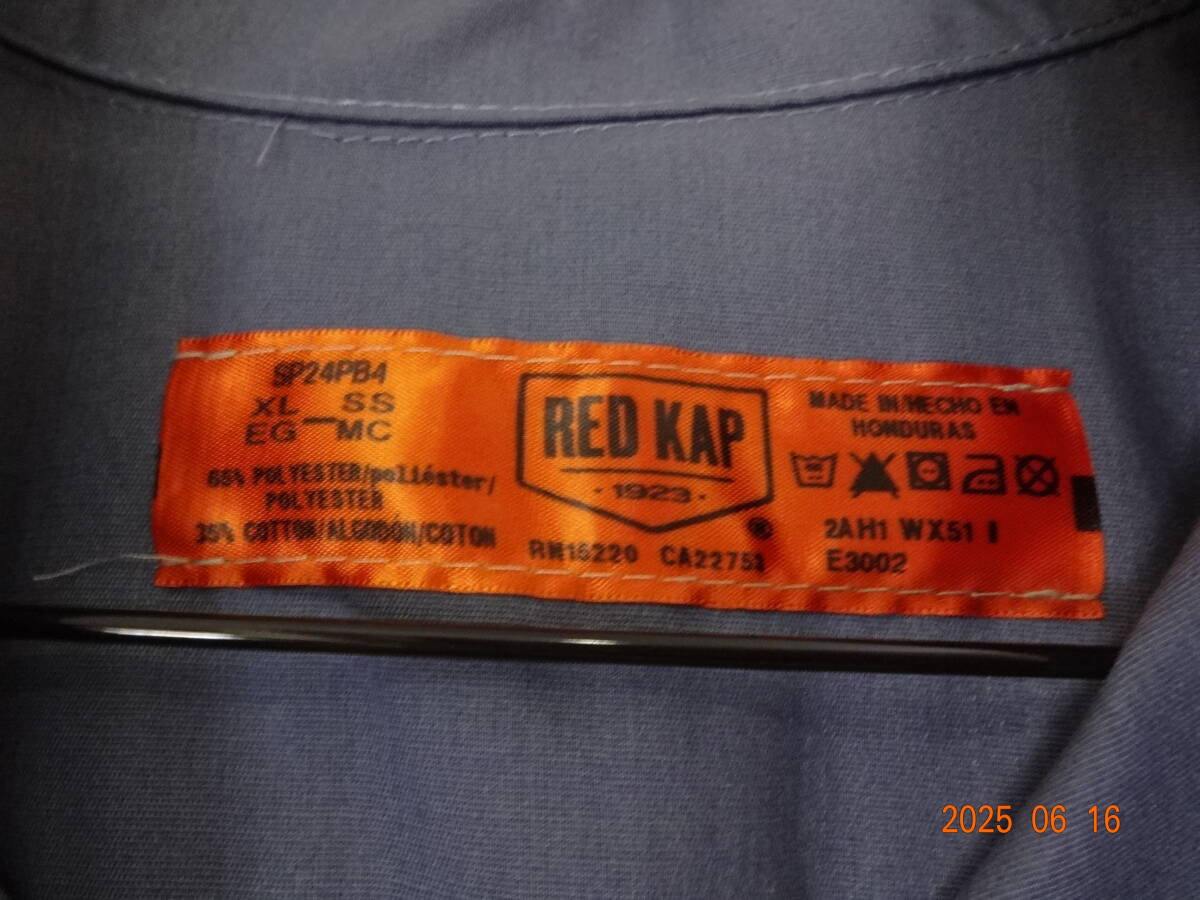 SP24PB4
XL SS
EG MC
65% POLYESTER/poliéster/
POLYESTER
35% COTTON/ALGODON/COTON
RED KAP
· 1923 ·
®
RN16220 CA22753
MADE IN/HECHO EN
HONDURAS
2AH1 WX51 I
E3002
2025 06 16